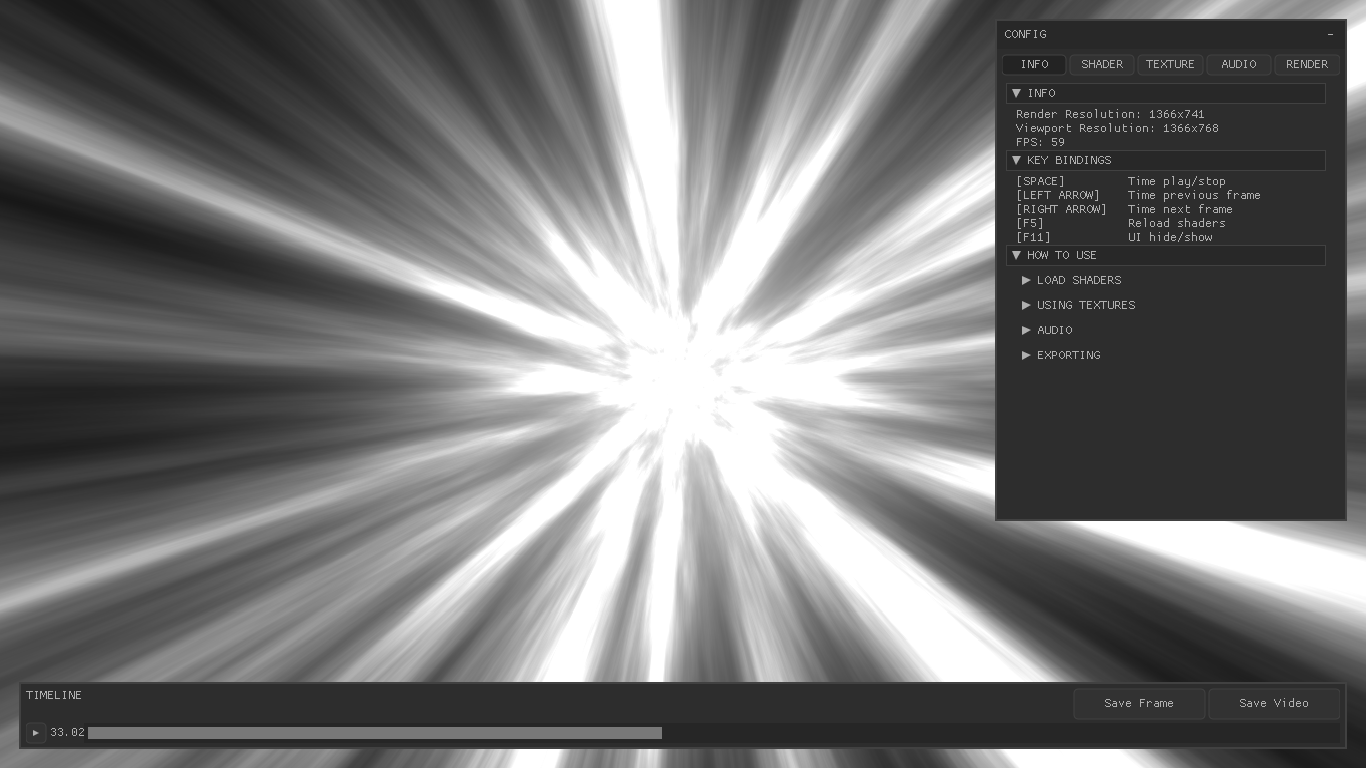 CONFIG -
INFO SHADER TEXTURE AUDIO RENDER
INFO
Render Resolution: 1366x741
Viewport Resolution: 1366x768
FPS: 59
KEY BINDINGS
[SPACE] Time play/stop
[LEFT ARROW] Time previous frame
[RIGHT ARROW] Time next frame
[F5] Reload shaders
[F11] UI hide/show
HOW TO USE
LOAD SHADERS
USING TEXTURES
AUDIO
EXPORTING
TIMELINE
Save Frame Save Video
33.02